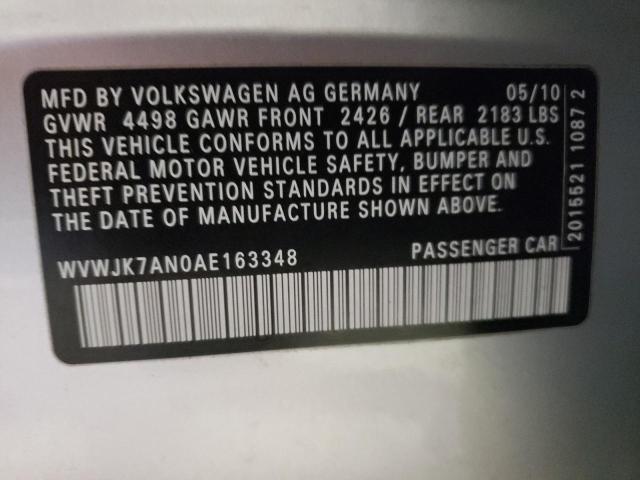 MFD BY VOLKSWAGEN AG GERMANY 05/10
GVWR 4498 GAWR FRONT 2426 / REAR 2183 LBS
THIS VEHICLE CONFORMS TO ALL APPLICABLE U.S.
FEDERAL MOTOR VEHICLE SAFETY, BUMPER AND
THEFT PREVENTION STANDARDS IN EFFECT ON
THE DATE OF MANUFACTURE SHOWN ABOVE.
WVWJK7AN0AE163348 PASSENGER CAR
2015521 1087 2